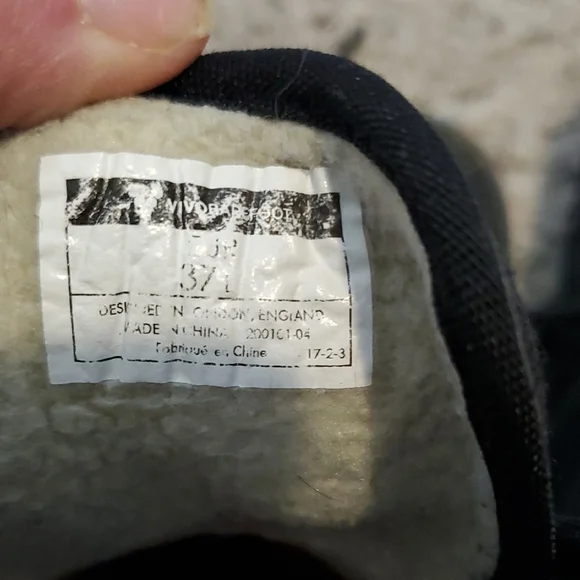 VIVOBAREFOOT
EUR
37
DESIGNED IN LONDON, ENGLAND
MADE IN CHINA 200101-04
Fabriqué en Chine 17-2-3